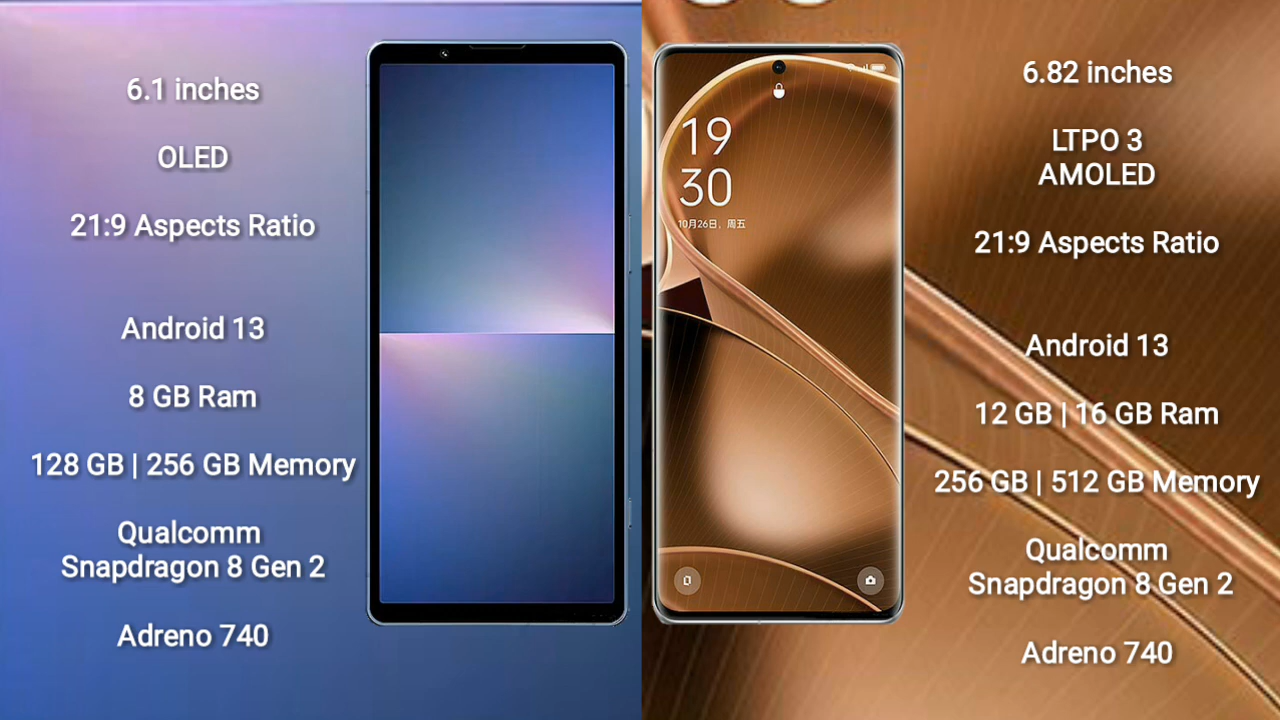 6.1 inches
OLED
21:9 Aspects Ratio
Android 13
8 GB Ram
128 GB | 256 GB Memory
Qualcomm
Snapdragon 8 Gen 2
Adreno 740
19
30
10月26日，周五
6.82 inches
LTPO 3
AMOLED
21:9 Aspects Ratio
Android 13
12 GB | 16 GB Ram
256 GB | 512 GB Memory
Qualcomm
Snapdragon 8 Gen 2
Adreno 740